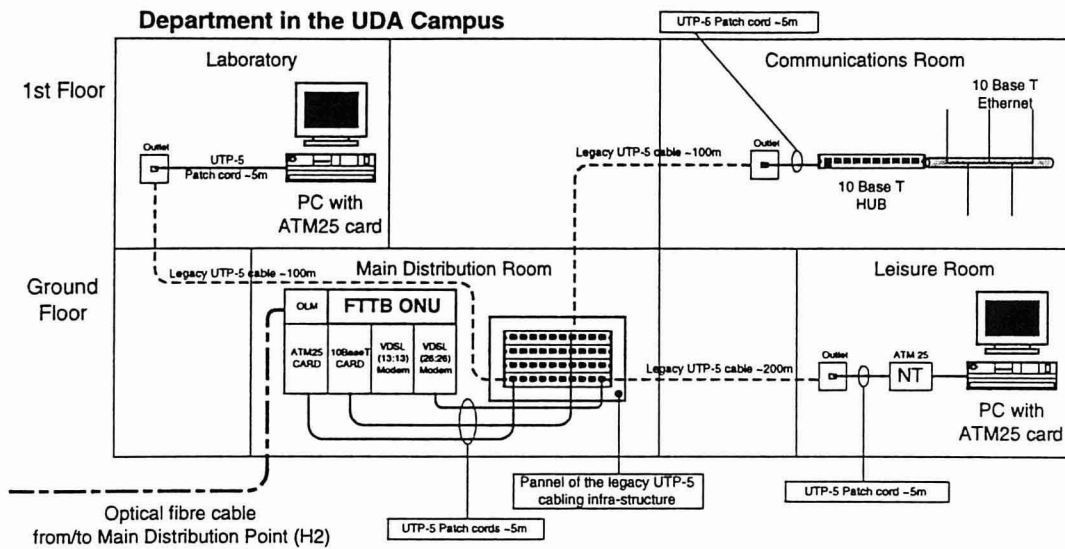 Department in the UDA Campus
UTP-5 Patch cord ~5m
1st Floor
Laboratory
Communications Room
10 Base T
Ethernet
Outlet
UTP-5
Patch cord ~5m
PC with
ATM25 card
Legacy UTP-5 cable ~100m
Outlet
10 Base T
HUB
Ground
Floor
Legacy UTP-5 cable ~100m
Main Distribution Room
Leisure Room
OLM
FTTB ONU
ATM25
CARD
10BaseT
CARD
VDSL
(13:13)
Modem
VDSL
(26:26)
Modem
Legacy UTP-5 cable ~200m
Outlet
ATM 25
NT
PC with
ATM25 card
Optical fibre cable
from/to Main Distribution Point (H2)
UTP-5 Patch cords ~5m
Pannel of the legacy UTP-5
cabling infra-structure
UTP-5 Patch cord ~5m